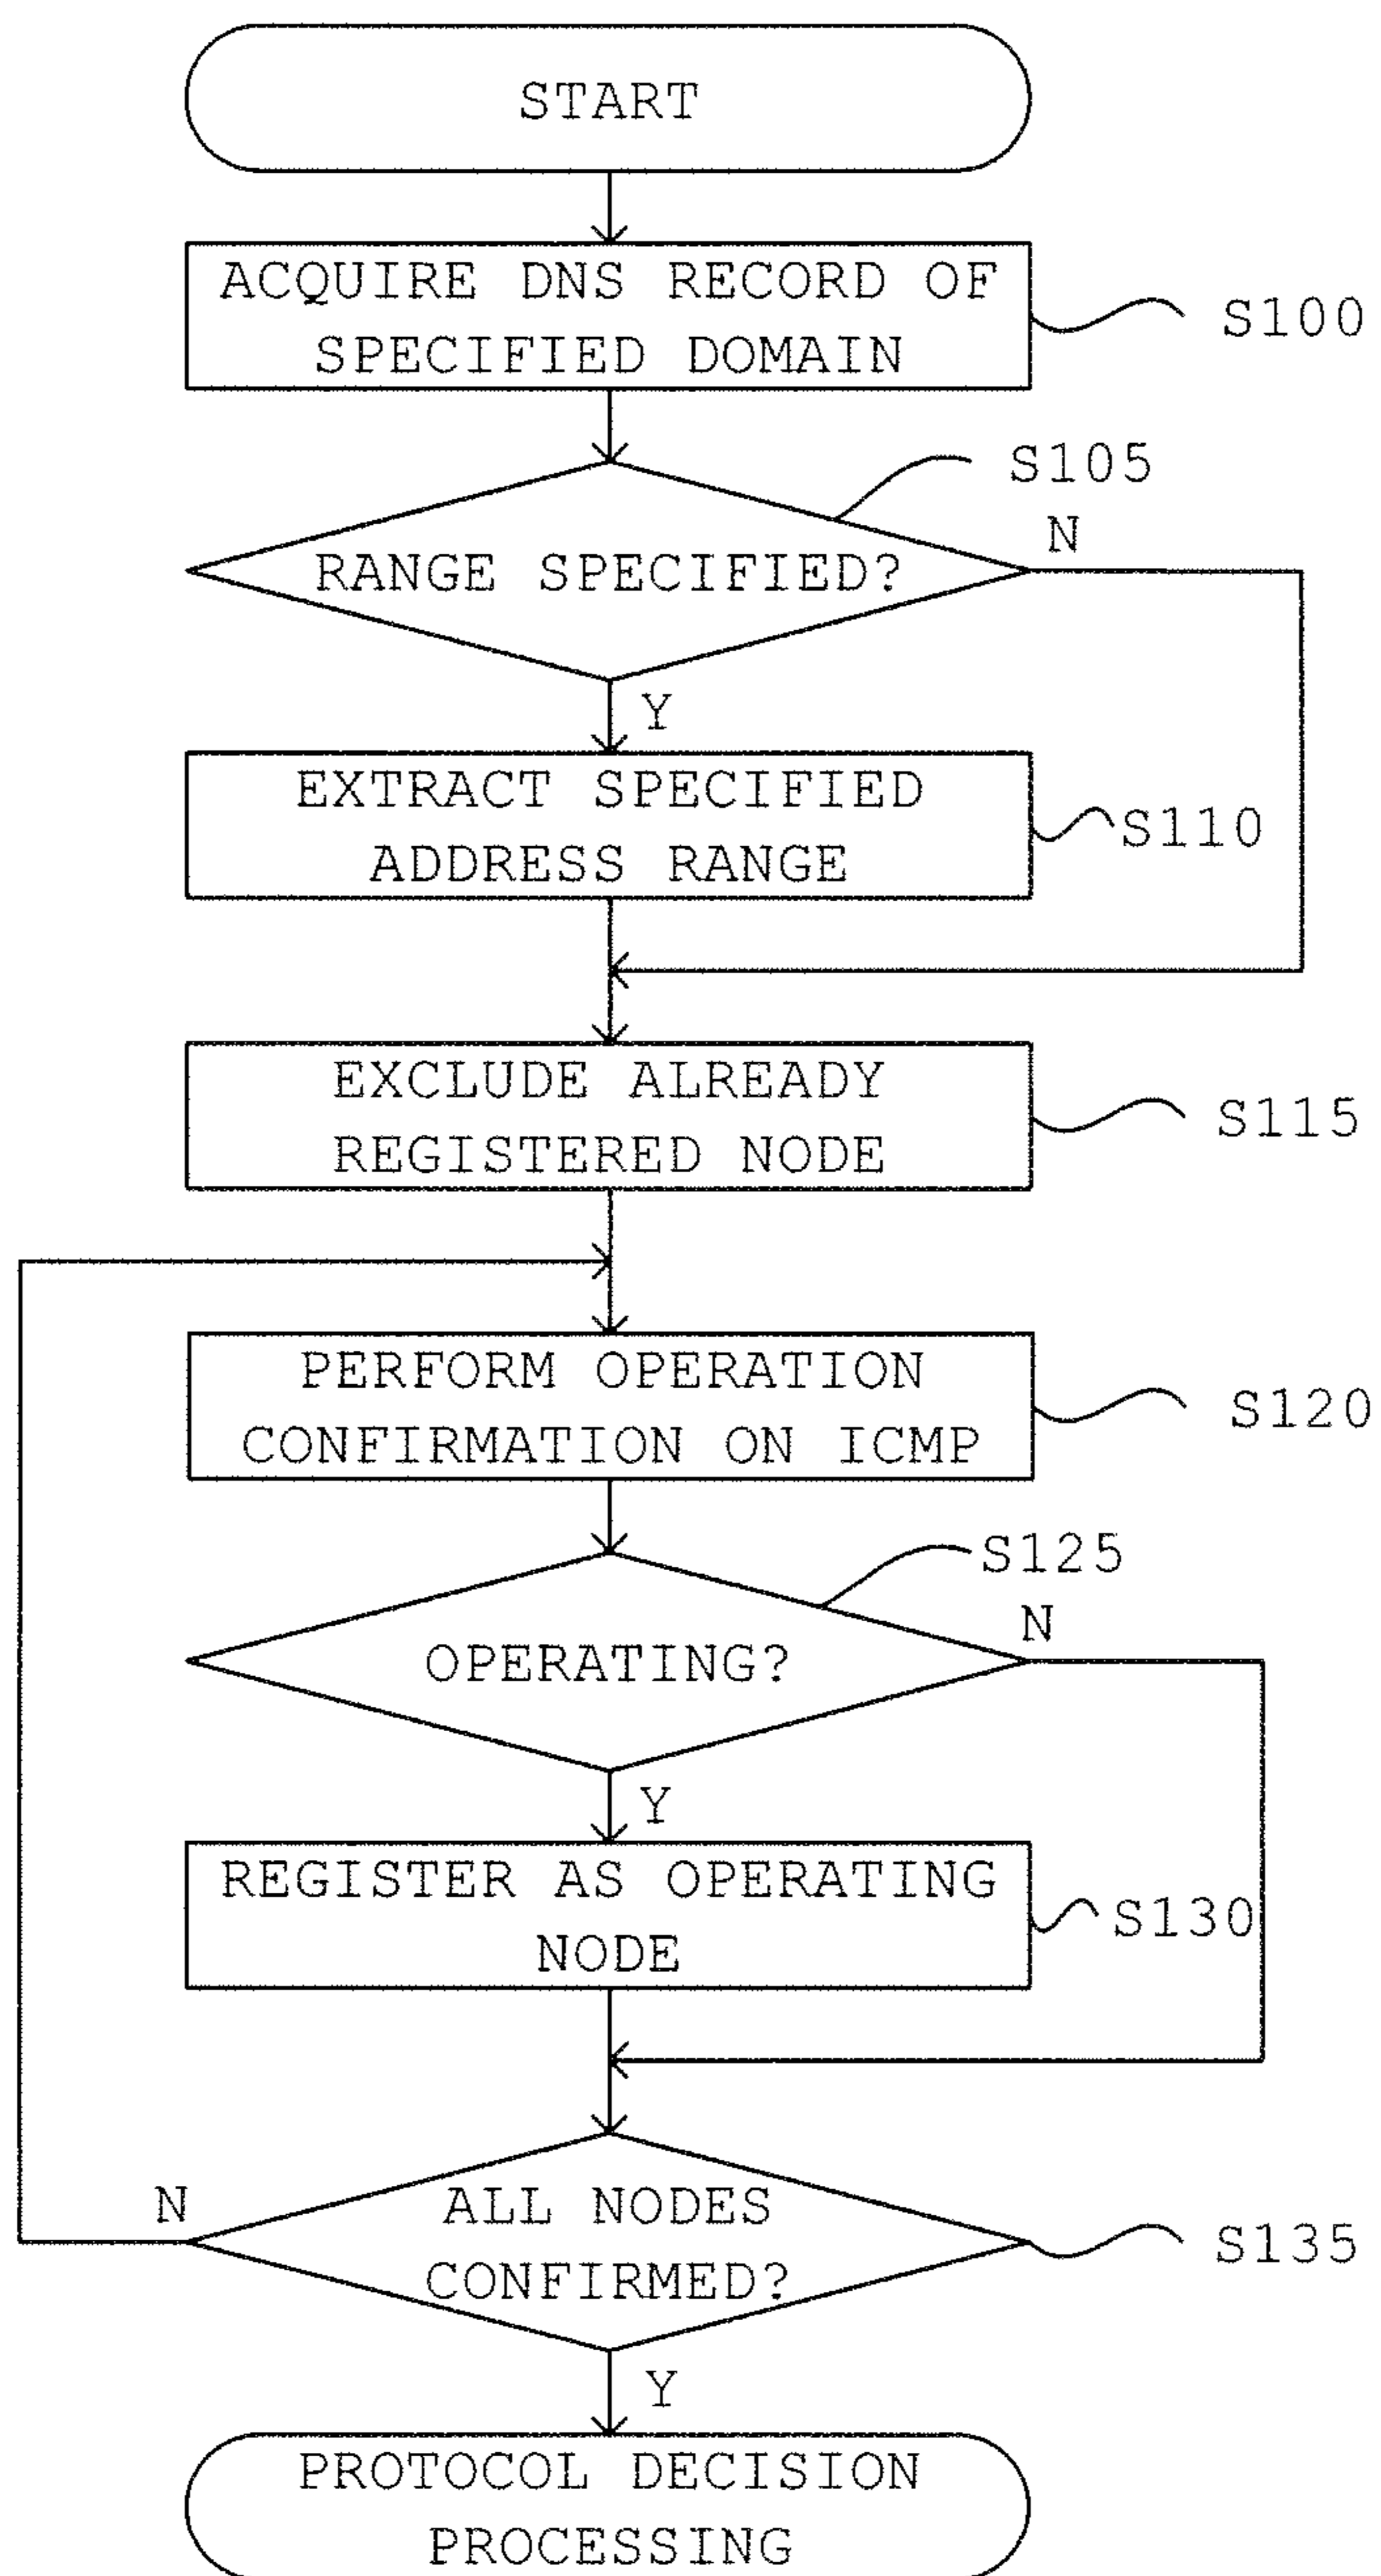 START
ACQUIRE DNS RECORD OF
SPECIFIED DOMAIN
S100
S105
RANGE SPECIFIED?
N
Y
EXTRACT SPECIFIED
ADDRESS RANGE
S110
EXCLUDE ALREADY
REGISTERED NODE
S115
PERFORM OPERATION
CONFIRMATION ON ICMP
S120
S125
OPERATING?
N
Y
REGISTER AS OPERATING
NODE
S130
ALL NODES
CONFIRMED?
N
S135
Y
PROTOCOL DECISION
PROCESSING